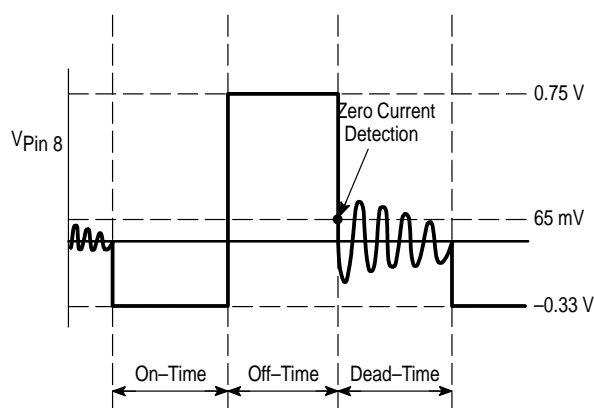 0.75 V
Zero Current
Detection
VPin 8
65 mV
–0.33 V
On–Time
Off–Time
Dead–Time